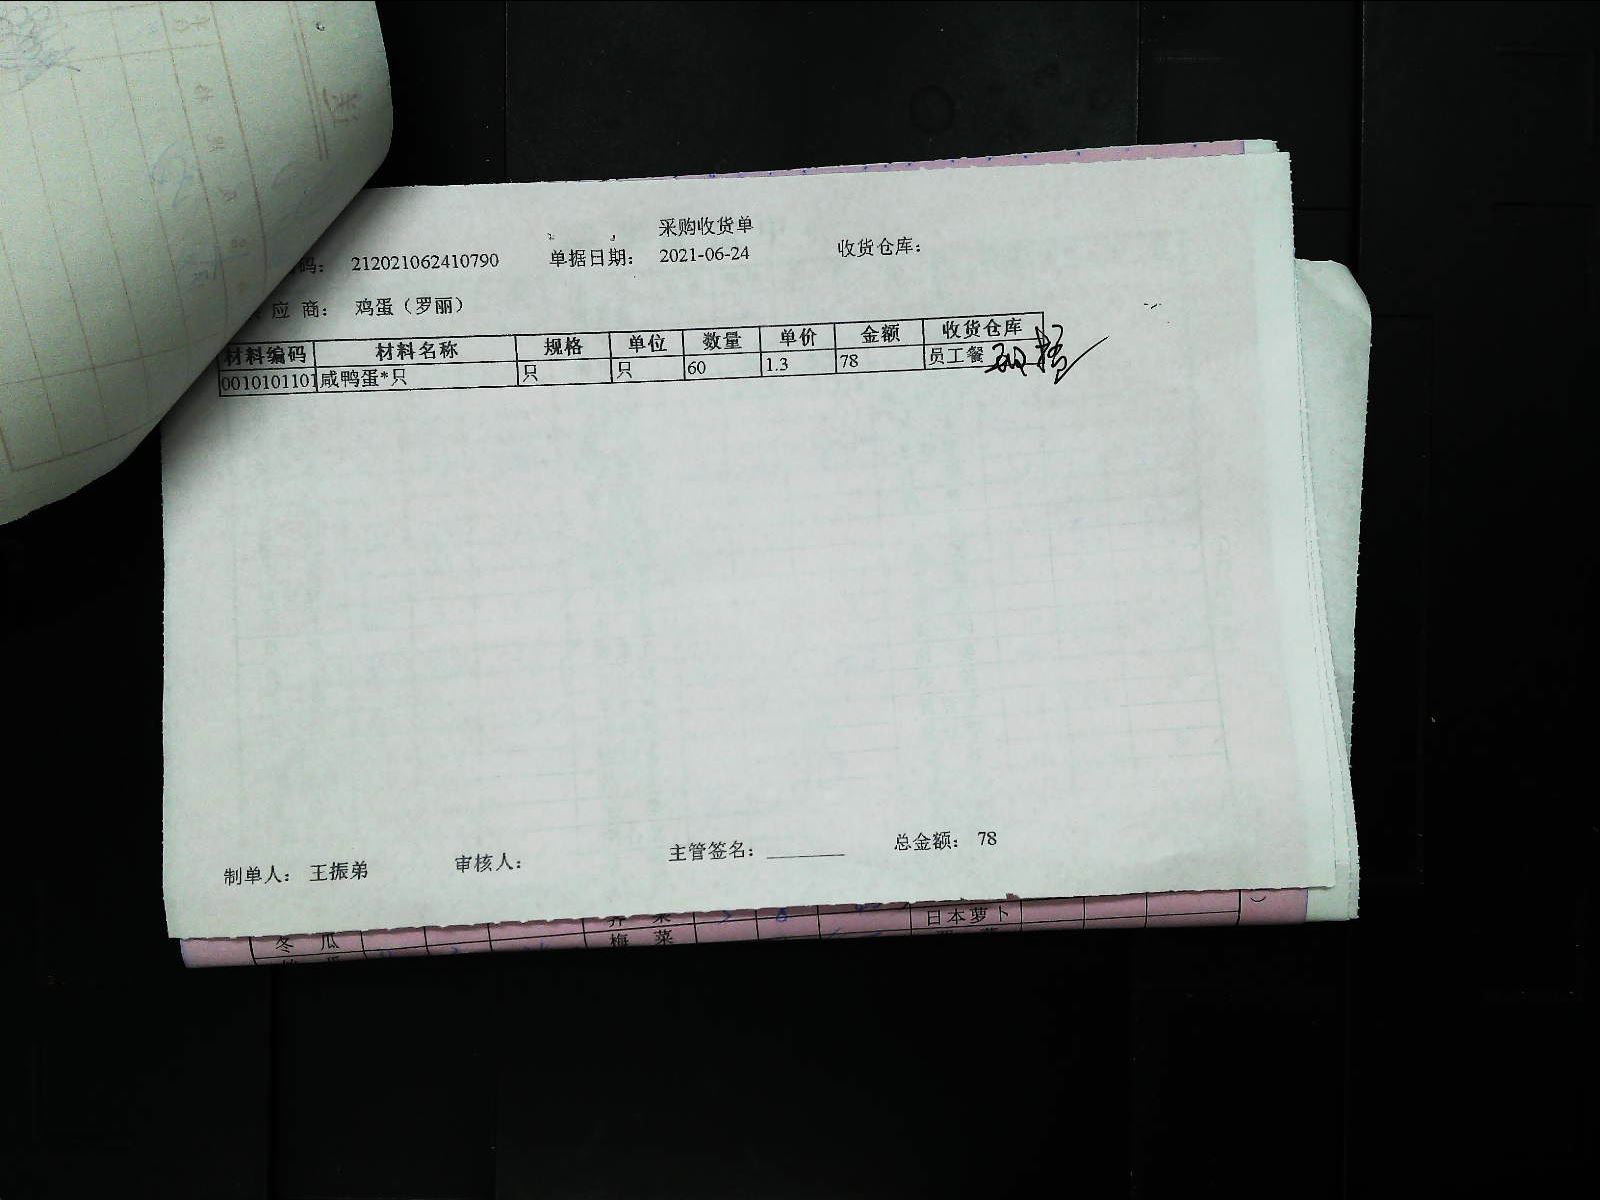 采购收货单
码： 212021062410790 单据日期： 2021-06-24 收货仓库：
应 商： 鸡蛋（罗丽）
材料编码 材料名称 规格 单位 数量 单价 金额 收货仓库
0010101101 咸鸭蛋*只 只 只 60 1.3 78 员工餐
制单人： 王振弟 审核人： 主管签名：________ 总金额： 78
日本萝卜
冬 瓜 梅 菜